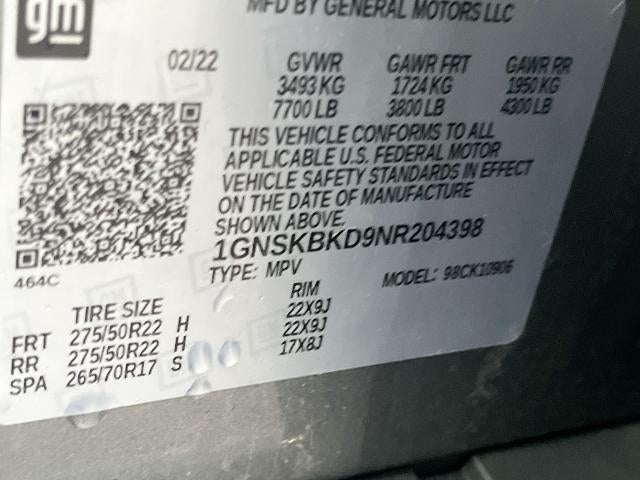 gm
MFD BY GENERAL MOTORS LLC
02/22 GVWR GAWR FRT GAWR RR
3493 KG 1724 KG 1950 KG
7700 LB 3800 LB 4300 LB
THIS VEHICLE CONFORMS TO ALL
APPLICABLE U.S. FEDERAL MOTOR
VEHICLE SAFETY STANDARDS IN EFFECT
ON THE DATE OF MANUFACTURE
SHOWN ABOVE.
1GNSKBKD9NR204398
464C
TYPE: MPV MODEL: 98CK10906
TIRE SIZE RIM
FRT 275/50R22 H 22X9J
RR 275/50R22 H 22X9J
SPA 265/70R17 S 17X8J